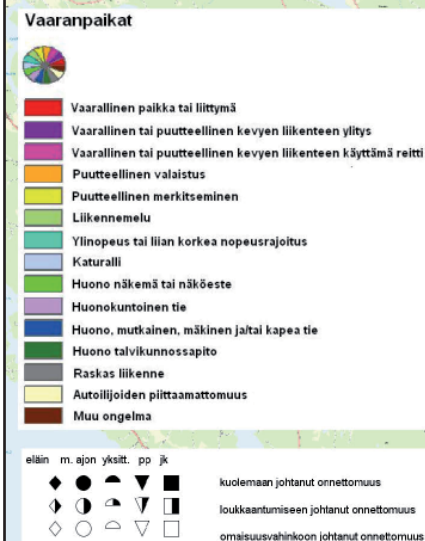 Vaaranpaikat
Vaarallinen paikka tai liittymä
Vaarallinen tai puutteellinen kevyen liikenteen ylitys
Vaarallinen tai puutteellinen kevyen liikenteen käyttämä reitti
Puutteellinen valaistus
Puutteellinen merkitseminen
Liikennemelu
Ylinopeus tai liian korkea nopeusrajoitus
Katuralli
Huono näkemä tai näköeste
Huonokuntoinen tie
Huono, mutkainen, mäkinen ja/tai kapea tie
Huono talvikunnossapito
Raskas liikenne
Autoilijoiden piittaamattomuus
Muu ongelma
eläin m. ajon yksitt. pp jk
kuolemaan johtanut onnettomuus
loukkaantumiseen johtanut onnettomuus
omaisuusvahinkoon johtanut onnettomuus